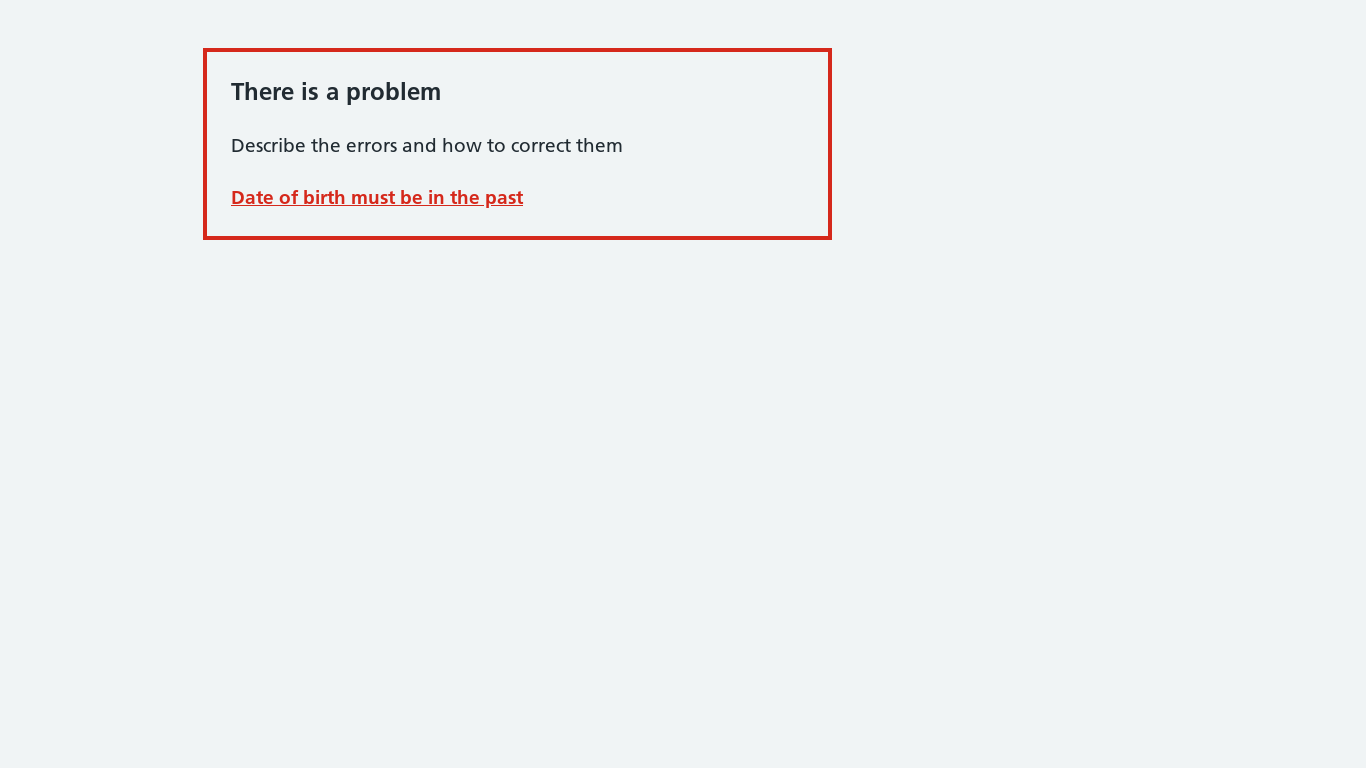 There is a problem
Describe the errors and how to correct them
Date of birth must be in the past